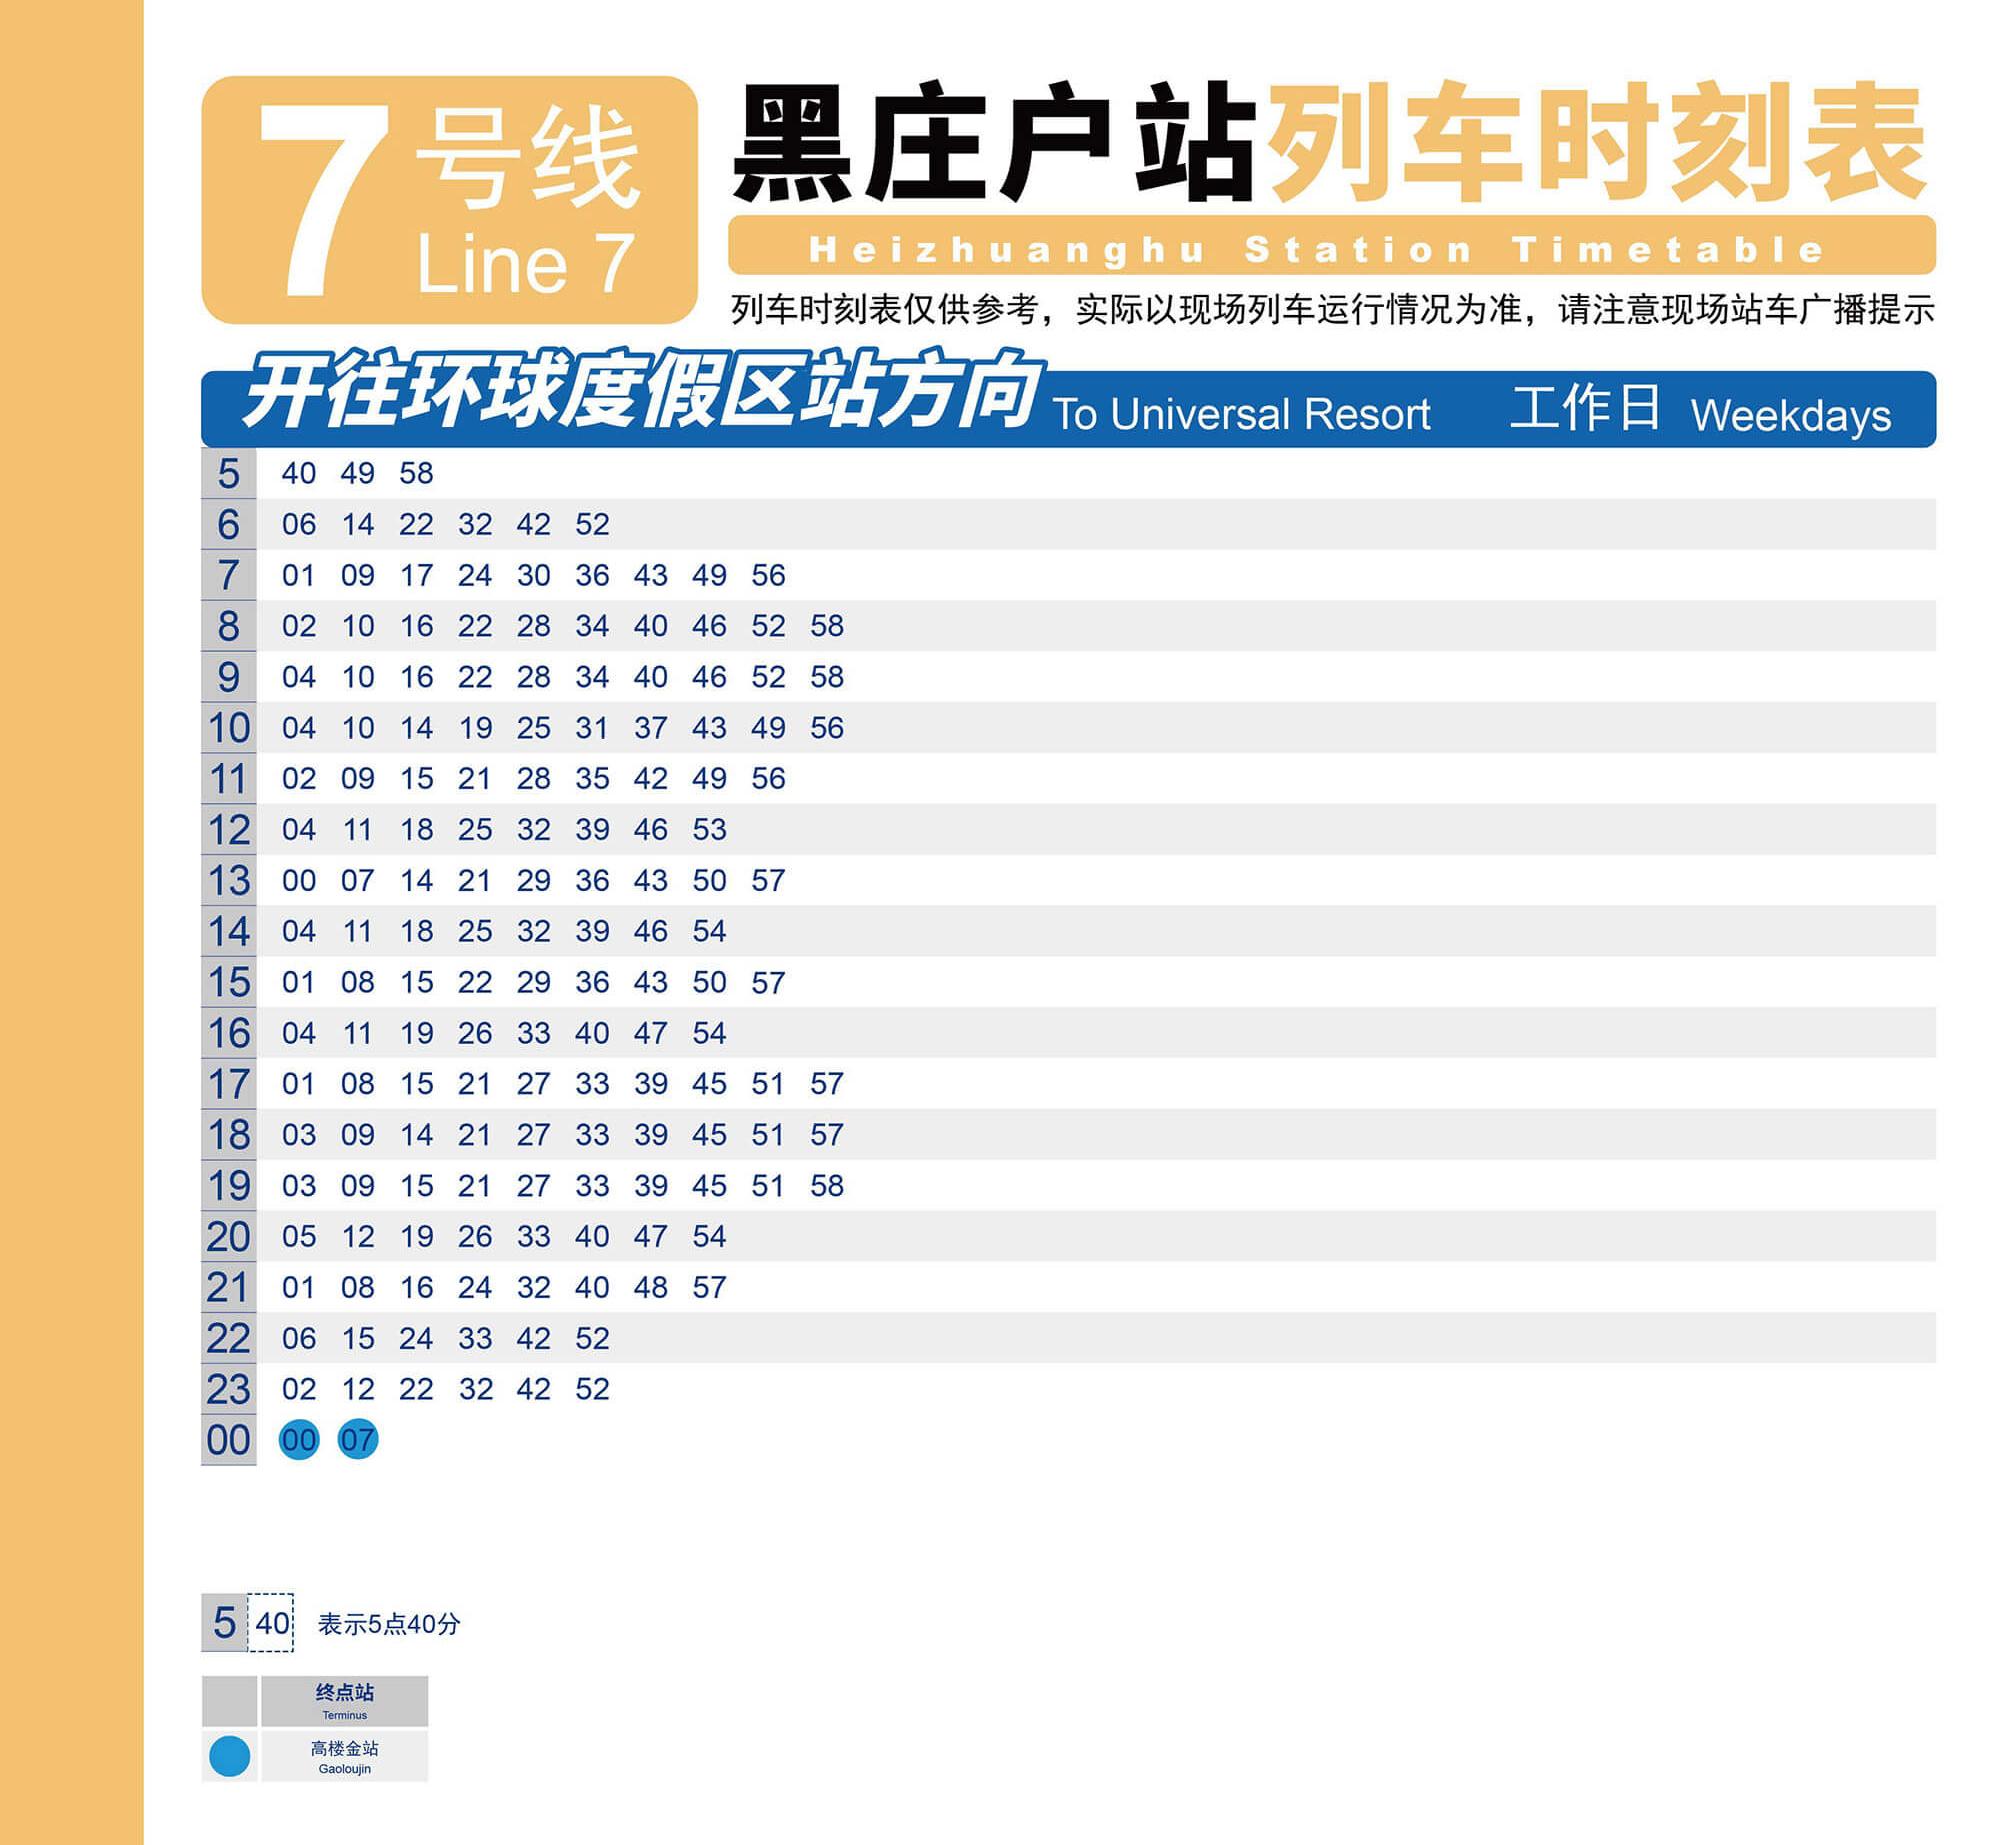 7 号线
Line 7
黑庄户站列车时刻表
Heizhuanghu Station Timetable
列车时刻表仅供参考，实际以现场列车运行情况为准，请注意现场站车广播提示
开往环球度假区站方向 To Universal Resort 工作日 Weekdays
5 40 49 58
6 06 14 22 32 42 52
7 01 09 17 24 30 36 43 49 56
8 02 10 16 22 28 34 40 46 52 58
9 04 10 16 22 28 34 40 46 52 58
10 04 10 14 19 25 31 37 43 49 56
11 02 09 15 21 28 35 42 49 56
12 04 11 18 25 32 39 46 53
13 00 07 14 21 29 36 43 50 57
14 04 11 18 25 32 39 46 54
15 01 08 15 22 29 36 43 50 57
16 04 11 19 26 33 40 47 54
17 01 08 15 21 27 33 39 45 51 57
18 03 09 14 21 27 33 39 45 51 57
19 03 09 15 21 27 33 39 45 51 58
20 05 12 19 26 33 40 47 54
21 01 08 16 24 32 40 48 57
22 06 15 24 33 42 52
23 02 12 22 32 42 52
00 00 07
5 40 表示5点40分
终点站
Terminus
高楼金站
Gaoloujin